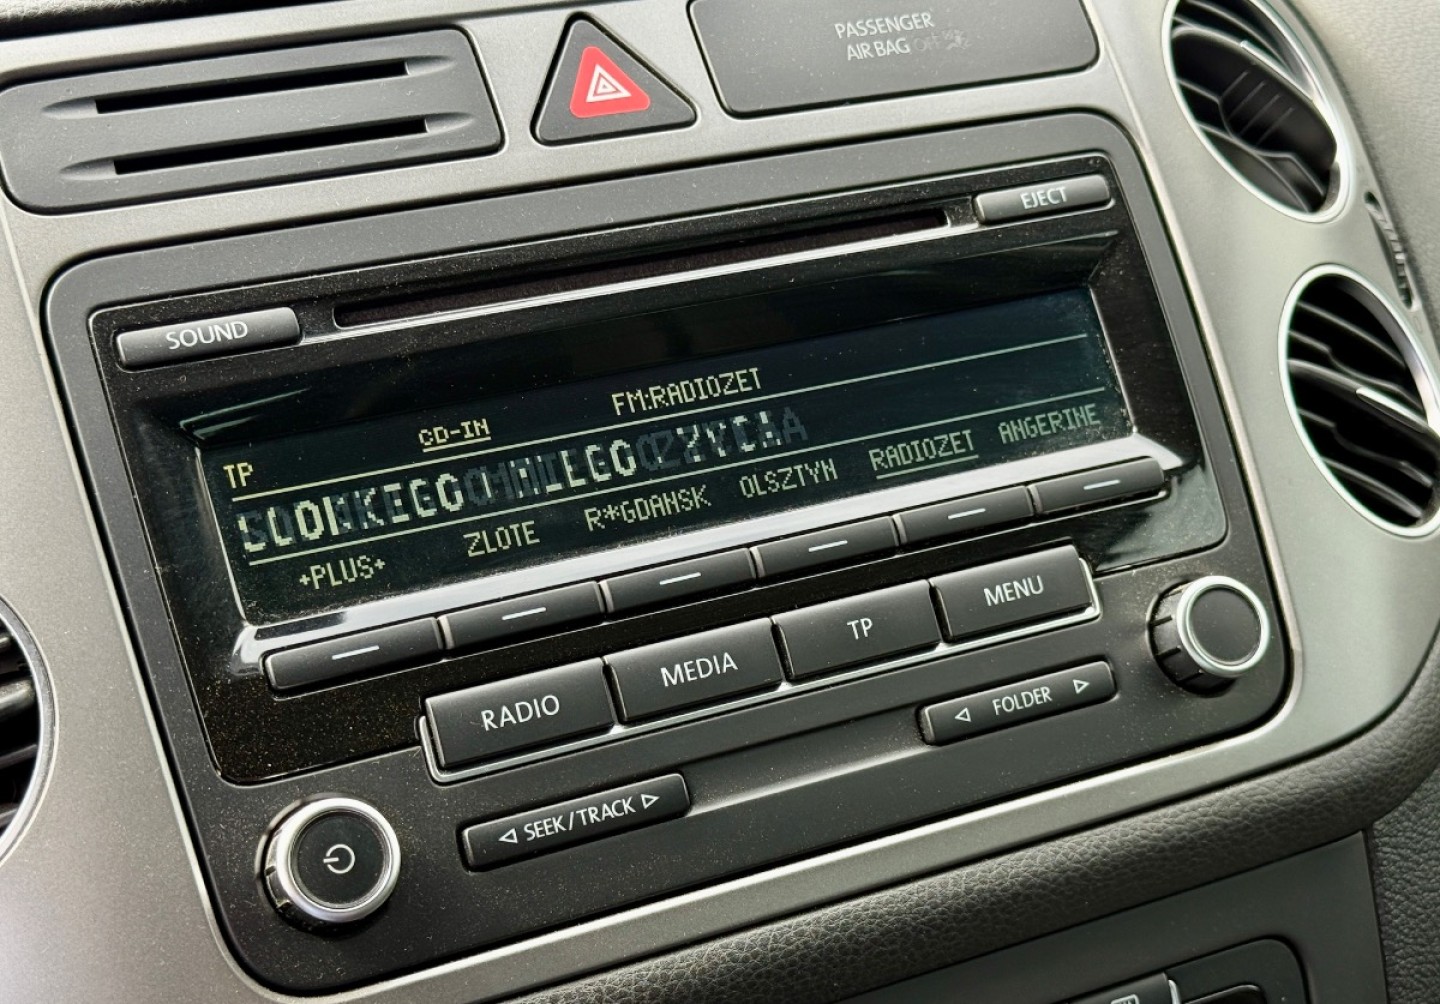 PASSENGER
AIR BAG OFF
EJECT
SOUND
FM:RADIOZET
CD-IN
TP
+PLUS+
ZLOTE
R*GDANSK
OLSZTYN
RADIOZET
ANGERINE
RADIO
MEDIA
TP
MENU
SEEK/TRACK
FOLDER